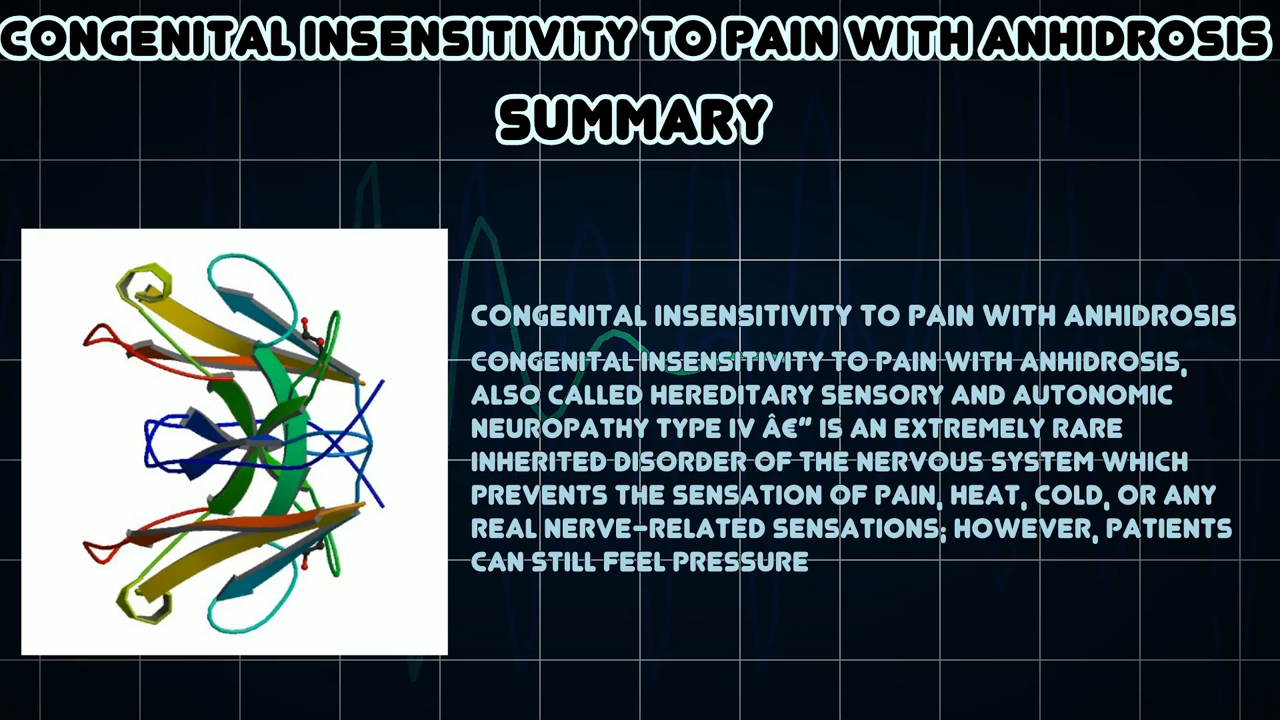 CONGENITAL INSENSITIVITY TO PAIN WITH ANHIDROSIS
SUMMARY
CONGENITAL INSENSITIVITY TO PAIN WITH ANHIDROSIS
CONGENITAL INSENSITIVITY TO PAIN WITH ANHIDROSIS,
ALSO CALLED HEREDITARY SENSORY AND AUTONOMIC
NEUROPATHY TYPE IV Â€” IS AN EXTREMELY RARE
INHERITED DISORDER OF THE NERVOUS SYSTEM WHICH
PREVENTS THE SENSATION OF PAIN, HEAT, COLD, OR ANY
REAL NERVE-RELATED SENSATIONS; HOWEVER, PATIENTS
CAN STILL FEEL PRESSURE